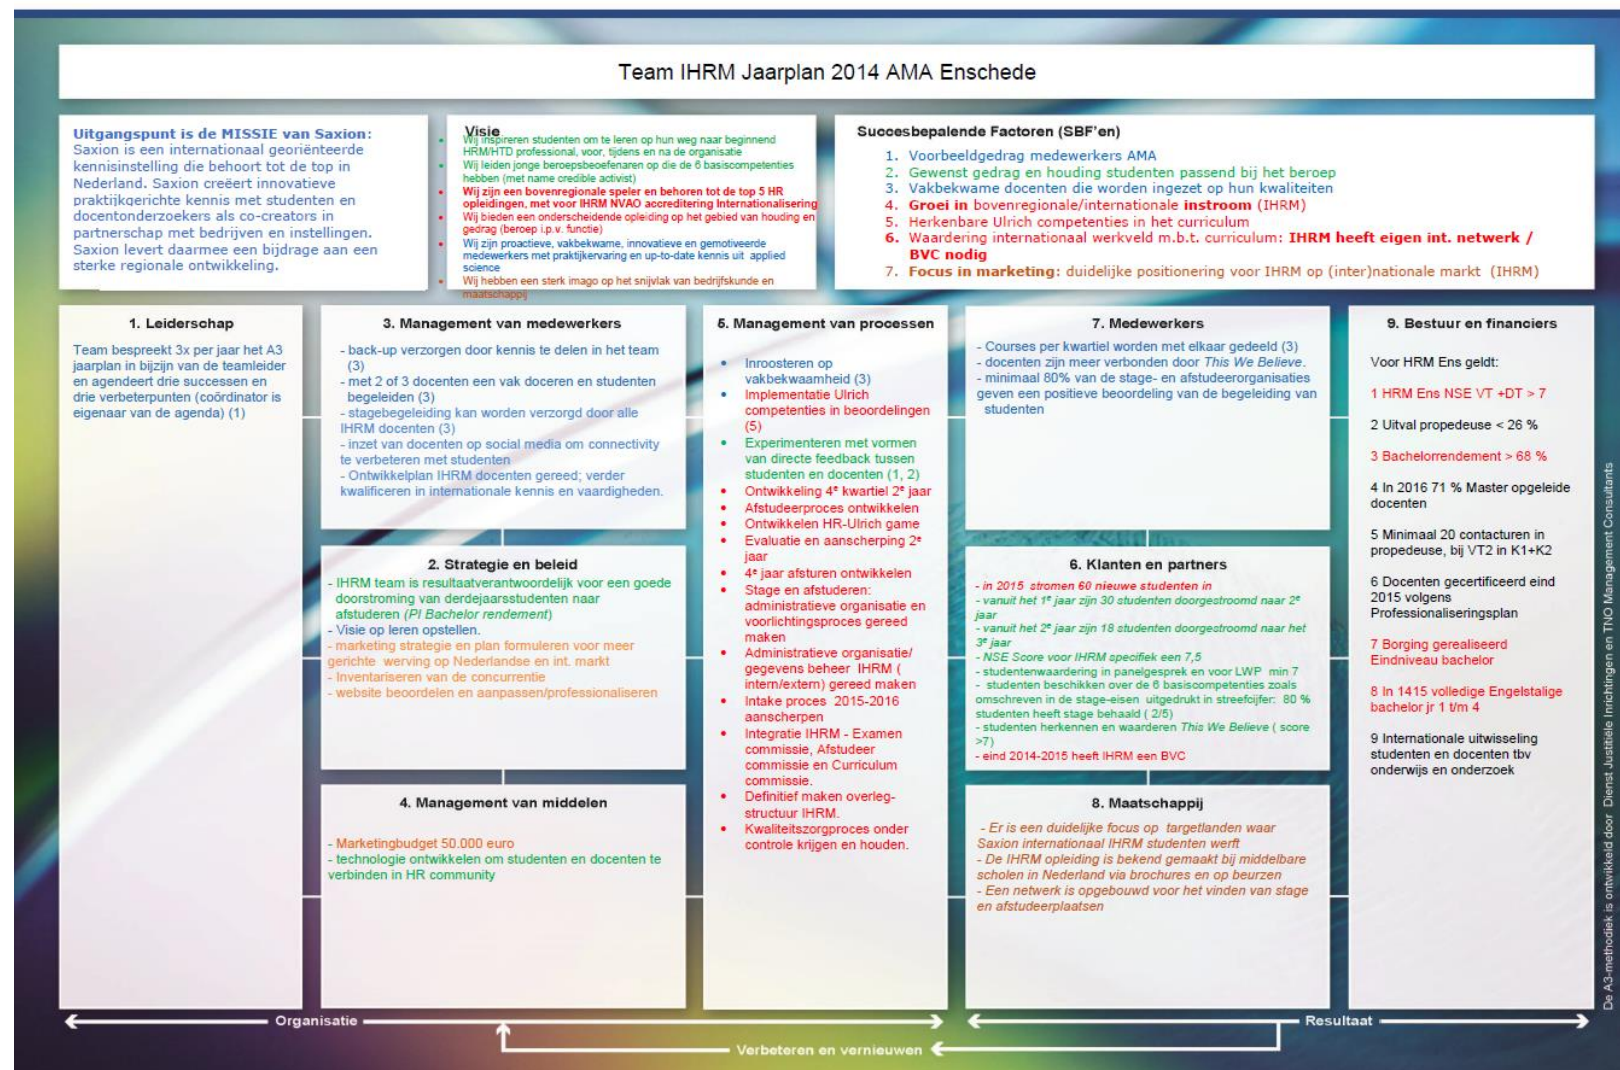 Team IHRM Jaarplan 2014 AMA Enschede
Uitgangspunt is de MISSIE van Saxion:
Saxion is een internationaal georiënteerde
kennisinstelling die behoort tot de top in
Nederland. Saxion creëert innovatieve
praktijkgerichte kennis met studenten en
docentonderzoekers als co-creators in
partnerschap met bedrijven en instellingen.
Saxion levert daarmee een bijdrage aan een
sterke regionale ontwikkeling.
Visie
• Wij inspireren studenten om te leren op hun weg naar beginnend
HRM/HTD professional, voor, tijdens en na de organisatie
• Wij leiden jonge beroepsbeoefenaren op die de 6 basiscompetenties
hebben (met name credible activist)
• Wij zijn een bovenregionale speler en behoren tot de top 5 HR
opleidingen, met voor IHRM NVAO accreditering Internationalisering
• Wij bieden een onderscheidende opleiding op het gebied van houding en
gedrag (beroep i.p.v. functie)
• Wij zijn proactieve, vakbekwame, innovatieve en gemotiveerde
medewerkers met praktijkervaring en up-to-date kennis uit applied
science
• Wij hebben een sterk imago op het snijvlak van bedrijfskunde en
maatschappij
Succesbepalende Factoren (SBF'en)
1. Voorbeeldgedrag medewerkers AMA
2. Gewenst gedrag en houding studenten passend bij het beroep
3. Vakbekwame docenten die worden ingezet op hun kwaliteiten
4. Groei in bovenregionale/internationale instroom (IHRM)
5. Herkenbare Ulrich competenties in het curriculum
6. Waardering internationaal werkveld m.b.t. curriculum: IHRM heeft eigen int. netwerk /
BVC nodig
7. Focus in marketing: duidelijke positionering voor IHRM op (inter)nationale markt (IHRM)
1. Leiderschap
Team bespreekt 3x per jaar het A3
jaarplan in bijzijn van de teamleider
en agendeert drie successen en
drie verbeterpunten (coördinator is
eigenaar van de agenda) (1)
3. Management van medewerkers
- back-up verzorgen door kennis te delen in het team
(3)
- met 2 of 3 docenten een vak doceren en studenten
begeleiden (3)
- stagebegeleiding kan worden verzorgd door alle
IHRM docenten (3)
- inzet van docenten op social media om connectivity
te verbeteren met studenten
- Ontwikkelplan IHRM docenten gereed; verder
kwalificeren in internationale kennis en vaardigheden.
2. Strategie en beleid
- IHRM team is resultaatverantwoordelijk voor een goede
doorstroming van derdejaarsstudenten naar
afstuderen (PI Bachelor rendement)
- Visie op leren opstellen.
- marketing strategie en plan formuleren voor meer
gerichte werving op Nederlandse en int. markt
- Inventariseren van de concurrentie
- website beoordelen en aanpassen/professionaliseren
4. Management van middelen
- Marketingbudget 50.000 euro
- technologie ontwikkelen om studenten en docenten te
verbinden in HR community
5. Management van processen
• Inroosteren op
vakbekwaamheid (3)
• Implementatie Ulrich
competenties in beoordelingen
(5)
• Experimenteren met vormen
van directe feedback tussen
studenten en docenten (1, 2)
• Ontwikkeling 4e kwartiel 2e jaar
• Afstudeerproces ontwikkelen
• Ontwikkelen HR-Ulrich game
• Evaluatie en aanscherping 2e
jaar
• 4e jaar afsturen ontwikkelen
• Stage en afstuderen:
administratieve organisatie en
voorlichtingsproces gereed
maken
• Administratieve organisatie/
gegevens beheer IHRM (
intern/extern) gereed maken
• Intake proces 2015-2016
aanscherpen
• Integratie IHRM - Examen
commissie, Afstudeer
commissie en Curriculum
commissie.
• Definitief maken overleg-
structuur IHRM.
• Kwaliteitszorgproces onder
controle krijgen en houden.
7. Medewerkers
- Courses per kwartiel worden met elkaar gedeeld (3)
- docenten zijn meer verbonden door This We Believe.
- minimaal 80% van de stage- en afstudeerorganisaties
geven een positieve beoordeling van de begeleiding van
studenten
6. Klanten en partners
- in 2015 stromen 60 nieuwe studenten in
- vanuit het 1e jaar zijn 30 studenten doorgestroomd naar 2e
jaar
- vanuit het 2e jaar zijn 18 studenten doorgestroomd naar het
3e jaar
- NSE Score voor IHRM specifiek een 7,5
- studentenwaardering in panelgesprek en voor LWP min 7
- studenten beschikken over de 6 basiscompetenties zoals
omschreven in de stage-eisen uitgedrukt in streefcijfer: 80 %
studenten heeft stage behaald ( 2/5)
- studenten herkennen en waarderen This We Believe ( score
>7)
- eind 2014-2015 heeft IHRM een BVC
8. Maatschappij
- Er is een duidelijke focus op targetlanden waar
Saxion internationaal IHRM studenten werft
- De IHRM opleiding is bekend gemaakt bij middelbare
scholen in Nederland via brochures en op beurzen
- Een netwerk is opgebouwd voor het vinden van stage
en afstudeerplaatsen
9. Bestuur en financiers
Voor HRM Ens geldt:
1 HRM Ens NSE VT +DT > 7
2 Uitval propedeuse < 26 %
3 Bachelorrendement > 68 %
4 In 2016 71 % Master opgeleide
docenten
5 Minimaal 20 contacturen in
propedeuse, bij VT2 in K1+K2
6 Docenten gecertificeerd eind
2015 volgens
Professionaliseringsplan
7 Borging gerealiseerd
Eindniveau bachelor
8 In 1415 volledige Engelstalige
bachelor jr 1 t/m 4
9 Internationale uitwisseling
studenten en docenten tbv
onderwijs en onderzoek
De A3-methodiek is ontwikkeld door Dienst Justitiële Inrichtingen en TNO Management Consultants
Organisatie
Resultaat
Verbeteren en vernieuwen